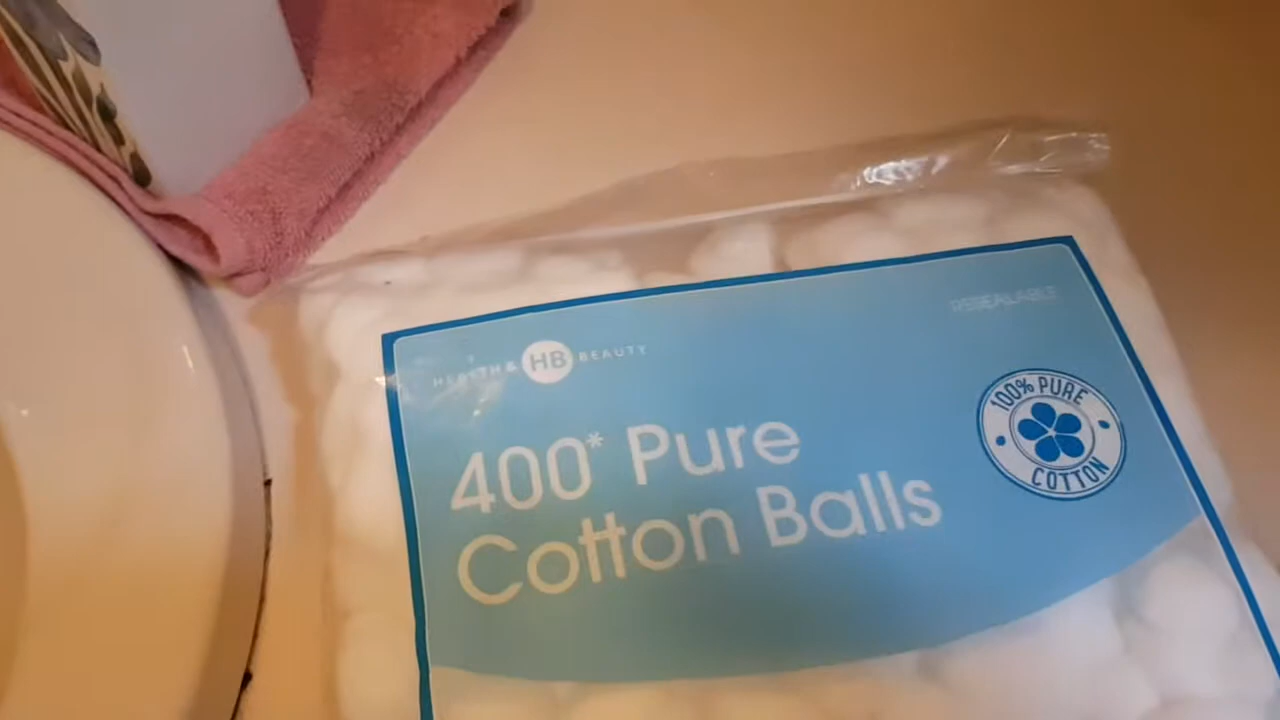 RESEALABLE
HEALTH & HB BEAUTY
400* Pure
Cotton Balls
100% PURE
COTTON